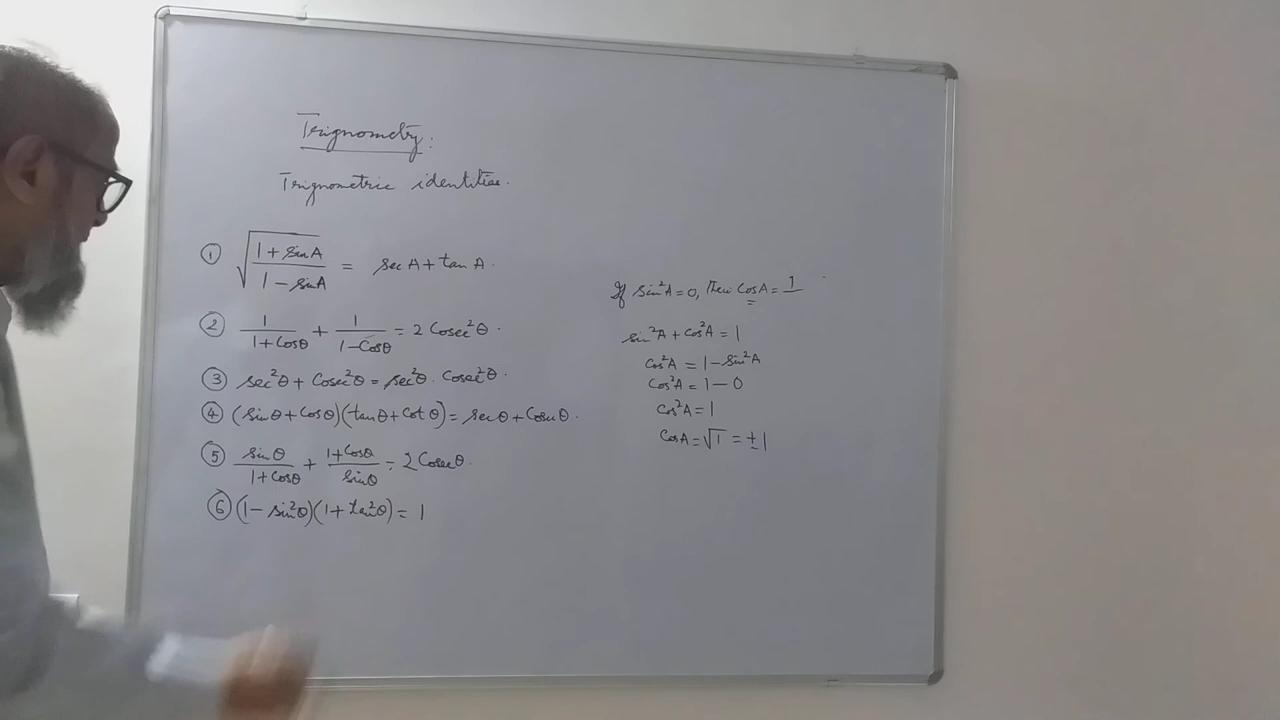 Trignometry:
Trignometric identities.
① √((1 + sinA)/(1 - sinA)) = sec A + tan A.
② 1/(1+Cosθ) + 1/(1-Cosθ) = 2 Cosec²θ.
③ sec²θ + Cosec²θ = sec²θ. Cosec²θ.
④ (sinθ + Cosθ)(tanθ + Cotθ) = secθ + Cosecθ.
⑤ sinθ/(1+Cosθ) + (1+Cosθ)/sinθ = 2 Cosecθ.
⑥ (1 - sin²θ)(1 + tan²θ) = 1
If sin²A = 0, then CosA = 1
sin²A + cos²A = 1
Cos²A = 1 - sin²A
Cos²A = 1 - 0
Cos²A = 1
CosA = √1 = ±1